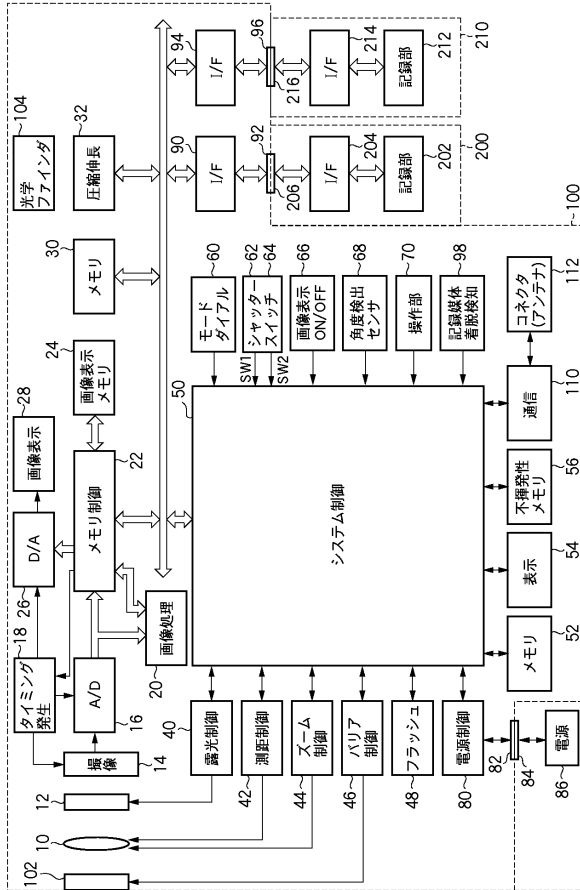 104
光学
ファインダ
32
圧縮伸長
30
メモリ
24
画像表示
メモリ
28
画像表示
D/A
26
22
メモリ制御
18
タイミング
発生
A/D
16
撮像
14
12
10
102
20
画像処理
94
I/F
96
216
214
I/F
212
記録部
210
90
I/F
92
206
204
I/F
202
記録部
200
100
60
モード
ダイアル
62
64
シャッター
スイッチ
SW1
SW2
66
画像表示
ON/OFF
68
角度検出
センサ
70
操作部
98
記録媒体
着脱検知
50
システム制御
40
露光制御
42
測距制御
44
ズーム
制御
46
バリア
制御
48
フラッシュ
80
電源制御
82
84
86
電源
52
メモリ
54
表示
56
不揮発性
メモリ
110
通信
112
コネクタ
(アンテナ)